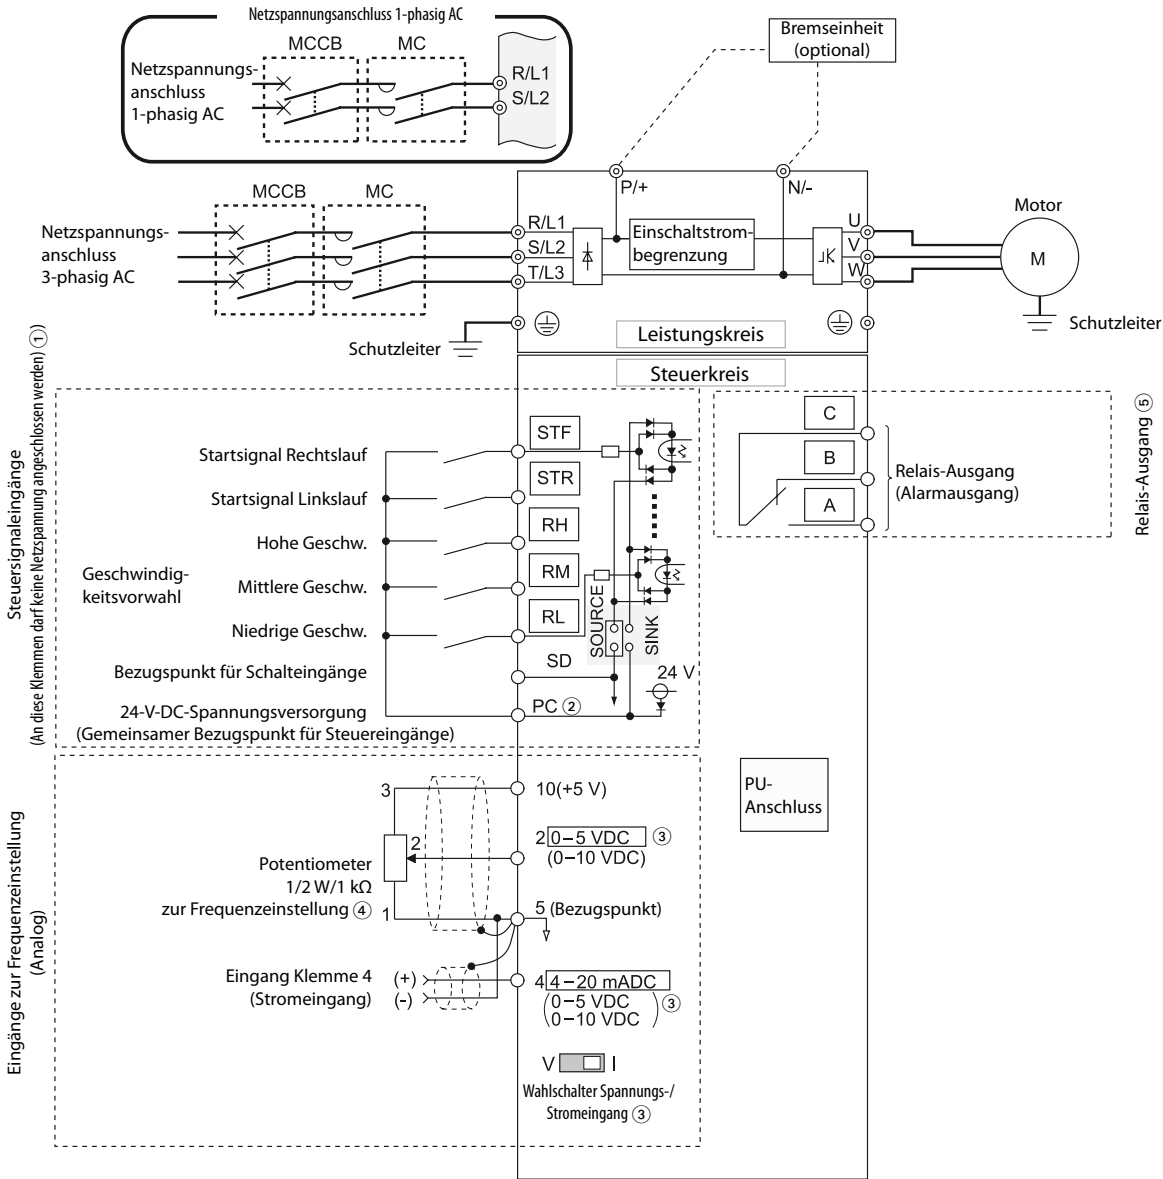 Netzspannungsanschluss 1-phasig AC
MCCB
MC
Netzspannungs-
anschluss
1-phasig AC
R/L1
S/L2
Bremseinheit
(optional)
P/+
N/-
MCCB
MC
Netzspannungs-
anschluss
3-phasig AC
R/L1
S/L2
T/L3
Einschaltstrom-
begrenzung
U
V
W
Motor
M
Schutzleiter
Schutzleiter
Leistungskreis
Steuerkreis
Steuersignaleingänge
(An diese Klemmen darf keine Netzspannung angeschlossen werden) ①
Startsignal Rechtslauf
Startsignal Linkslauf
Hohe Geschw.
Geschwindig-
keitsvorwahl
Mittlere Geschw.
Niedrige Geschw.
Bezugspunkt für Schalteingänge
24-V-DC-Spannungsversorgung
(Gemeinsamer Bezugspunkt für Steuereingänge)
STF
STR
RH
RM
RL
SD
PC ②
SOURCE
SINK
24 V
C
B
A
Relais-Ausgang
(Alarmausgang)
Relais-Ausgang ⑤
Eingänge zur Frequenzeinstellung
(Analog)
3
2
1
Potentiometer
1/2 W/1 kΩ
zur Frequenzeinstellung ④
10(+5 V)
2 0–5 VDC ③
(0–10 VDC)
5 (Bezugspunkt)
Eingang Klemme 4
(Stromeingang)
(+)
(-)
4 4–20 mADC
(0–5 VDC
0–10 VDC) ③
V I
Wahlschalter Spannungs-/
Stromeingang ③
PU-
Anschluss